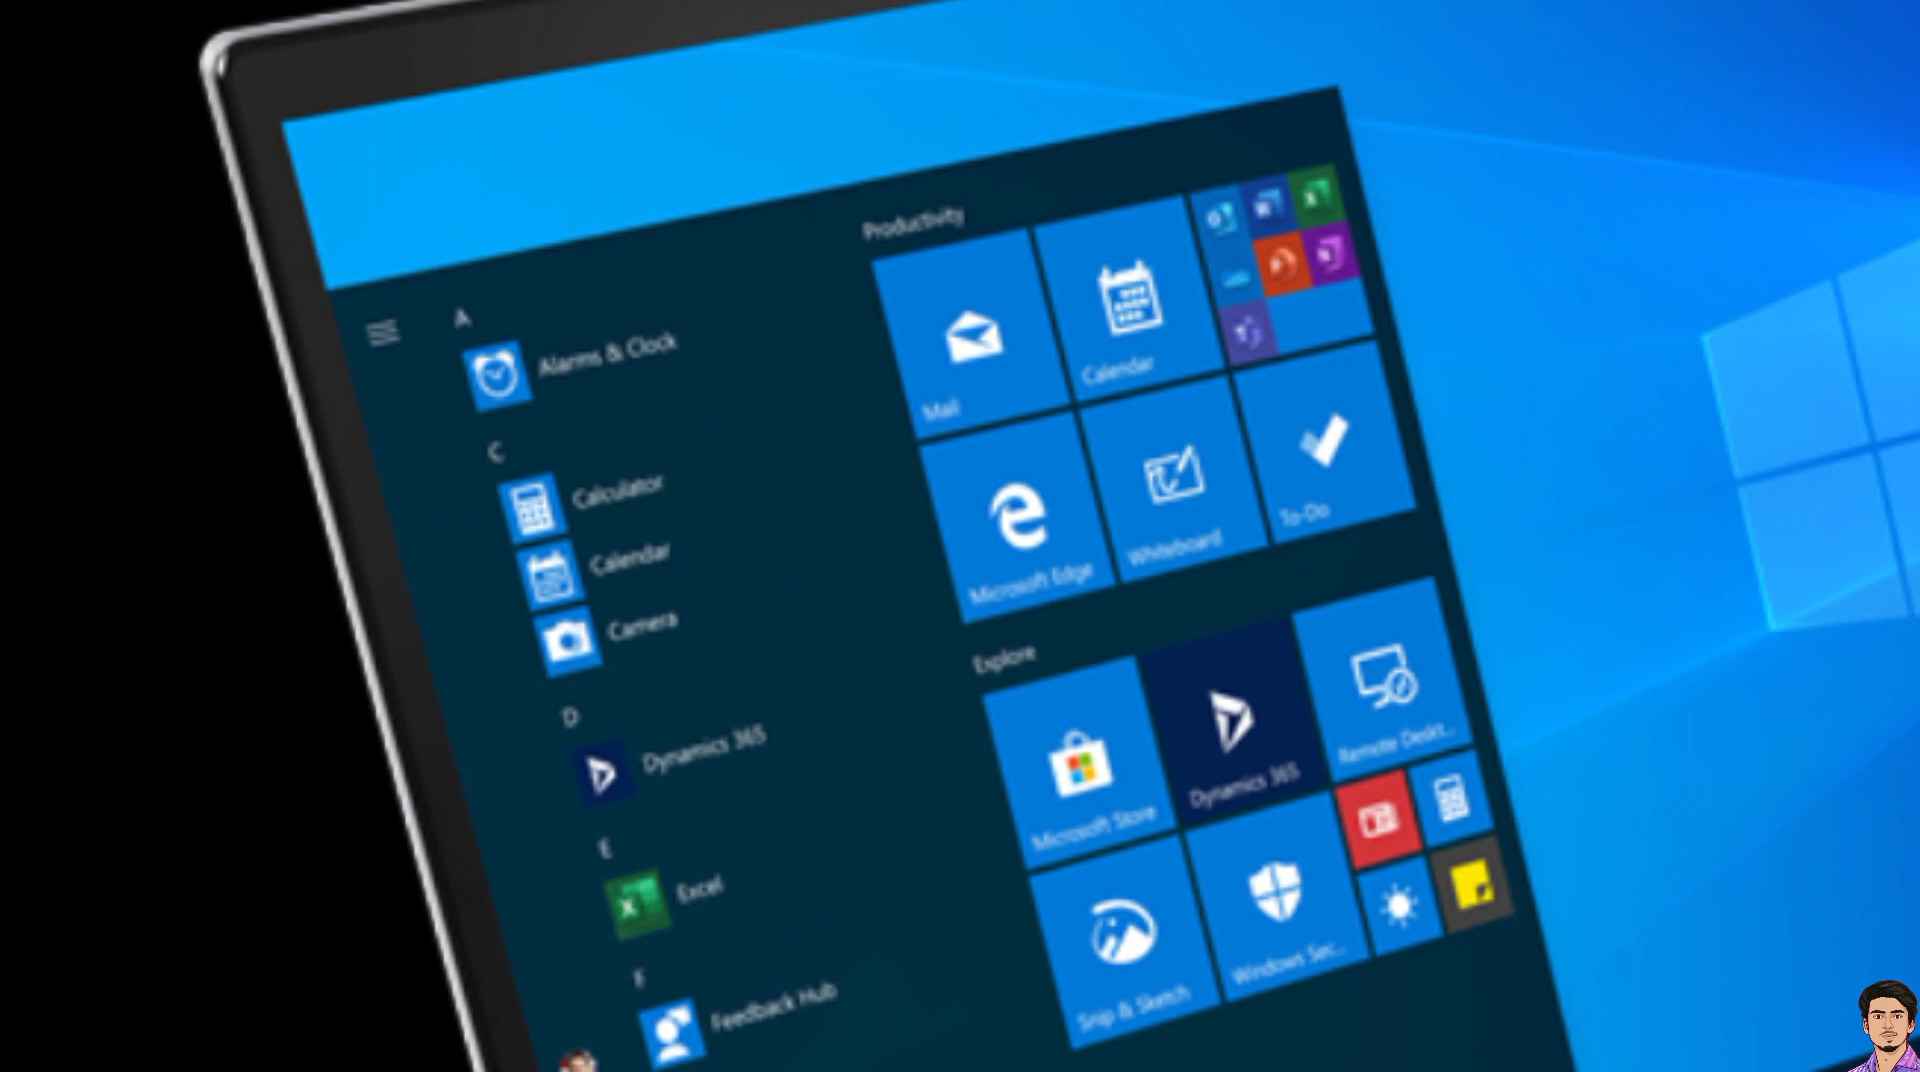 A
Alarms & Clock
C
Calculator
Calendar
Camera
D
Dynamics 365
E
Excel
F
Feedback Hub
Productivity
Mail
Calendar
Microsoft Edge
Whiteboard
To-Do
Explore
Microsoft Store
Dynamics 365
Remote Deskt...
Snip & Sketch
Windows Sec...